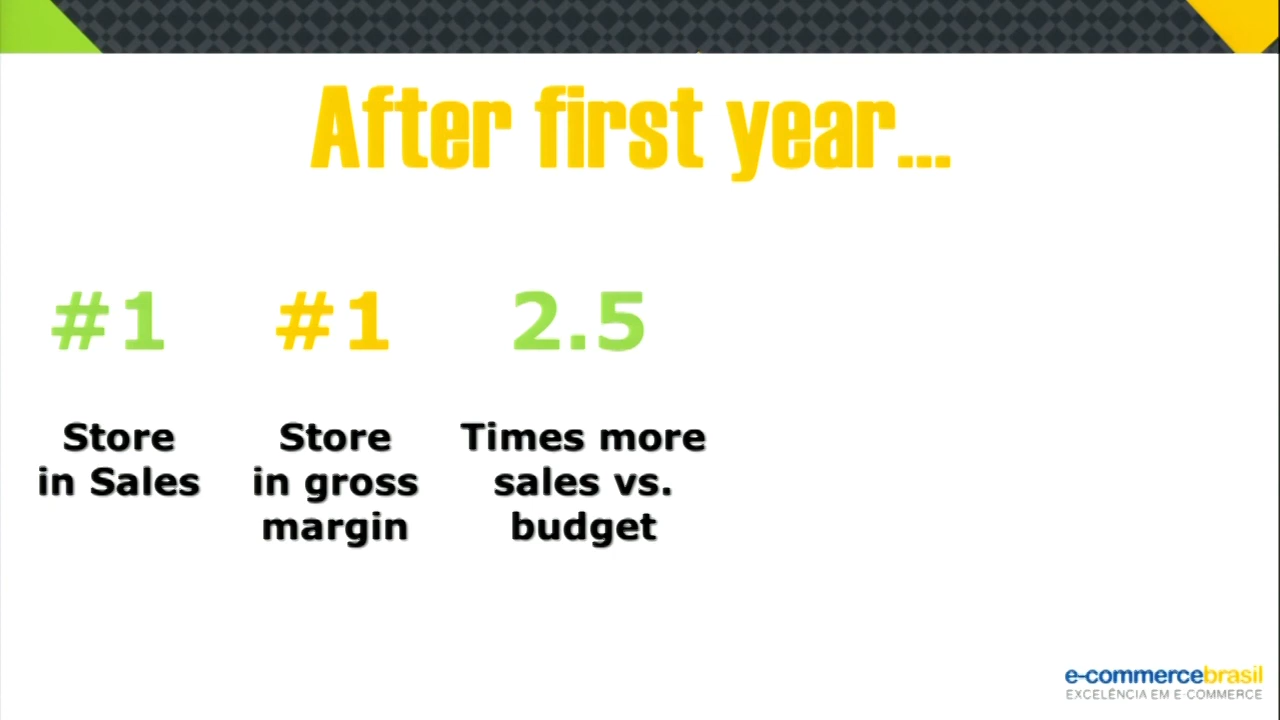 After first year...
#1
Store
in Sales
#1
Store
in gross
margin
2.5
Times more
sales vs.
budget
e-commercebrasil
EXCELÊNCIA EM E-COMMERCE